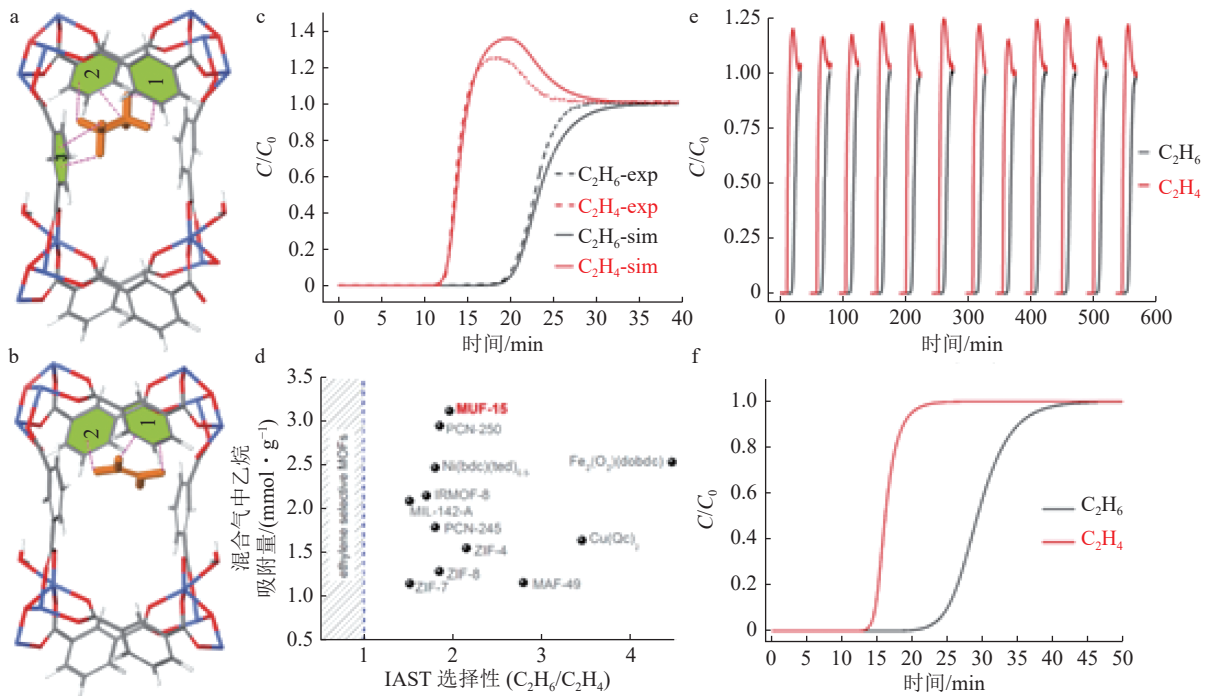 a
2
1
3
b
2
1
c
C/C₀
1.4
1.2
1.0
0.8
0.6
0.4
0.2
0
C₂H₆-exp
C₂H₄-exp
C₂H₆-sim
C₂H₄-sim
0 5 10 15 20 25 30 35 40
时间/min
d
混合气中乙烷
吸附量/(mmol·g⁻¹)
3.5
3.0
2.5
2.0
1.5
1.0
0.5
ethylene selective MOFs
MUF-15
PCN-250
Ni(bdc)(ted)₀.₅
Fe₂(O₂)(dobdc)
IRMOF-8
MIL-142-A
PCN-245
ZIF-4
Cu(Qc)₂
ZIF-8
ZIF-7
MAF-49
1 2 3 4
IAST 选择性 (C₂H₆/C₂H₄)
e
C/C₀
1.25
1.00
0.75
0.50
0.25
0
C₂H₆
C₂H₄
0 100 200 300 400 500 600
时间/min
f
C/C₀
1.0
0.8
0.6
0.4
0.2
0
C₂H₆
C₂H₄
0 5 10 15 20 25 30 35 40 45 50
时间/min